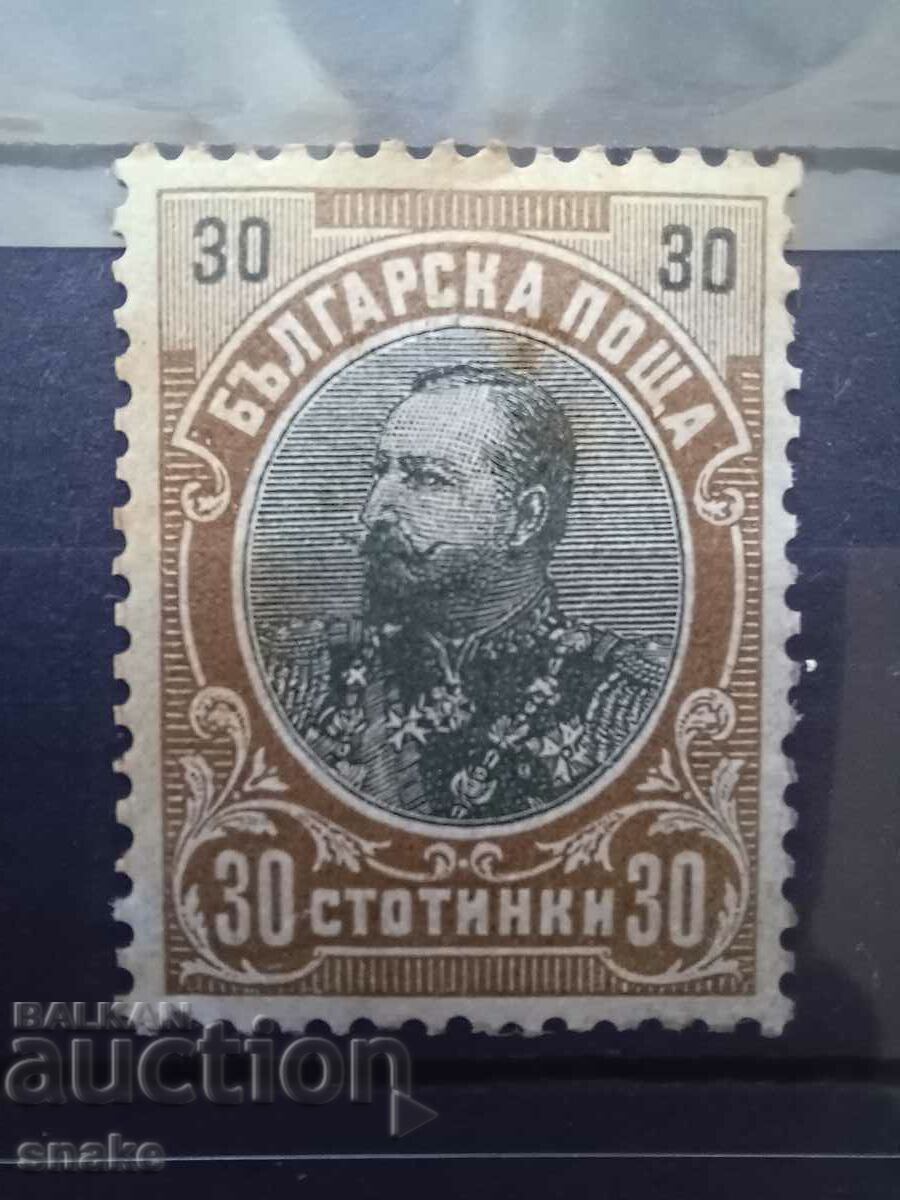 30 30
БЪЛГАРСКА ПОЩА
30 СТОТИНКИ 30
BALKAN
auction
snake